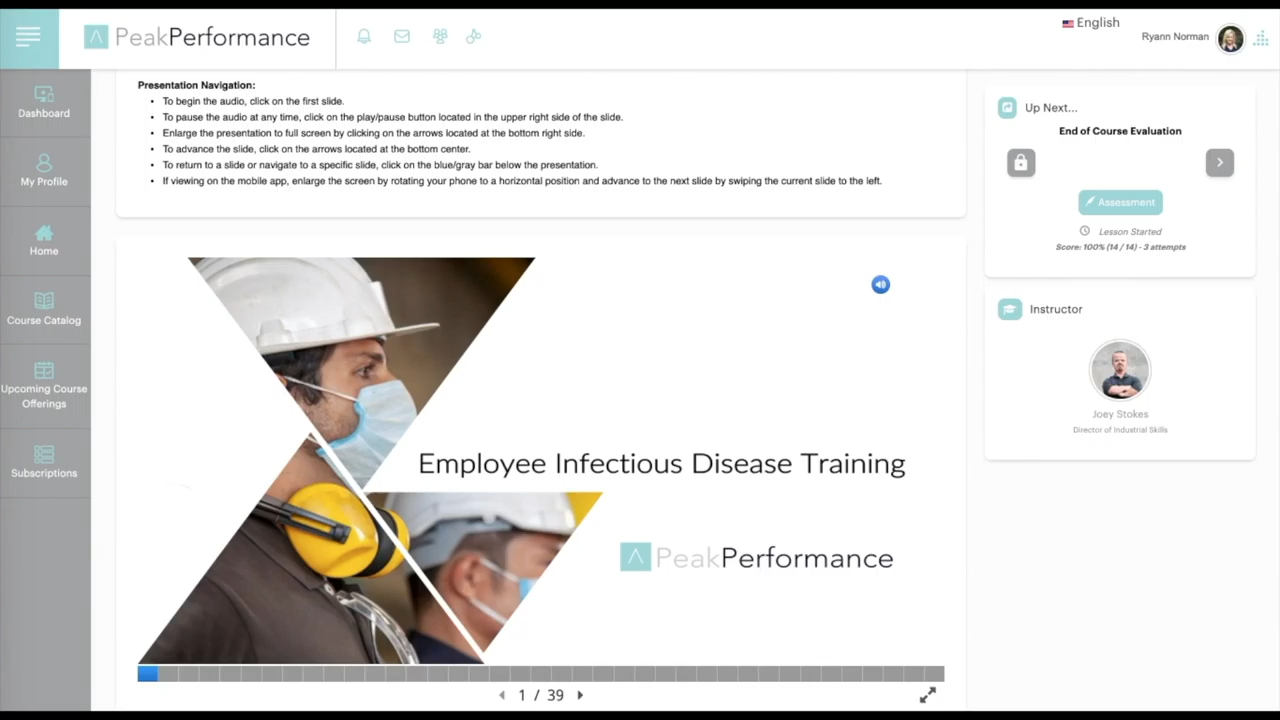 PeakPerformance
English
Ryann Norman
Dashboard
My Profile
Home
Course Catalog
Upcoming Course
Offerings
Subscriptions
Presentation Navigation:
• To begin the audio, click on the first slide.
• To pause the audio at any time, click on the play/pause button located in the upper right side of the slide.
• Enlarge the presentation to full screen by clicking on the arrows located at the bottom right side.
• To advance the slide, click on the arrows located at the bottom center.
• To return to a slide or navigate to a specific slide, click on the blue/gray bar below the presentation.
• If viewing on the mobile app, enlarge the screen by rotating your phone to a horizontal position and advance to the next slide by swiping the current slide to the left.
Employee Infectious Disease Training
PeakPerformance
1 / 39
Up Next...
End of Course Evaluation
Assessment
Lesson Started
Score: 100% (14 / 14) - 3 attempts
Instructor
Joey Stokes
Director of Industrial Skills